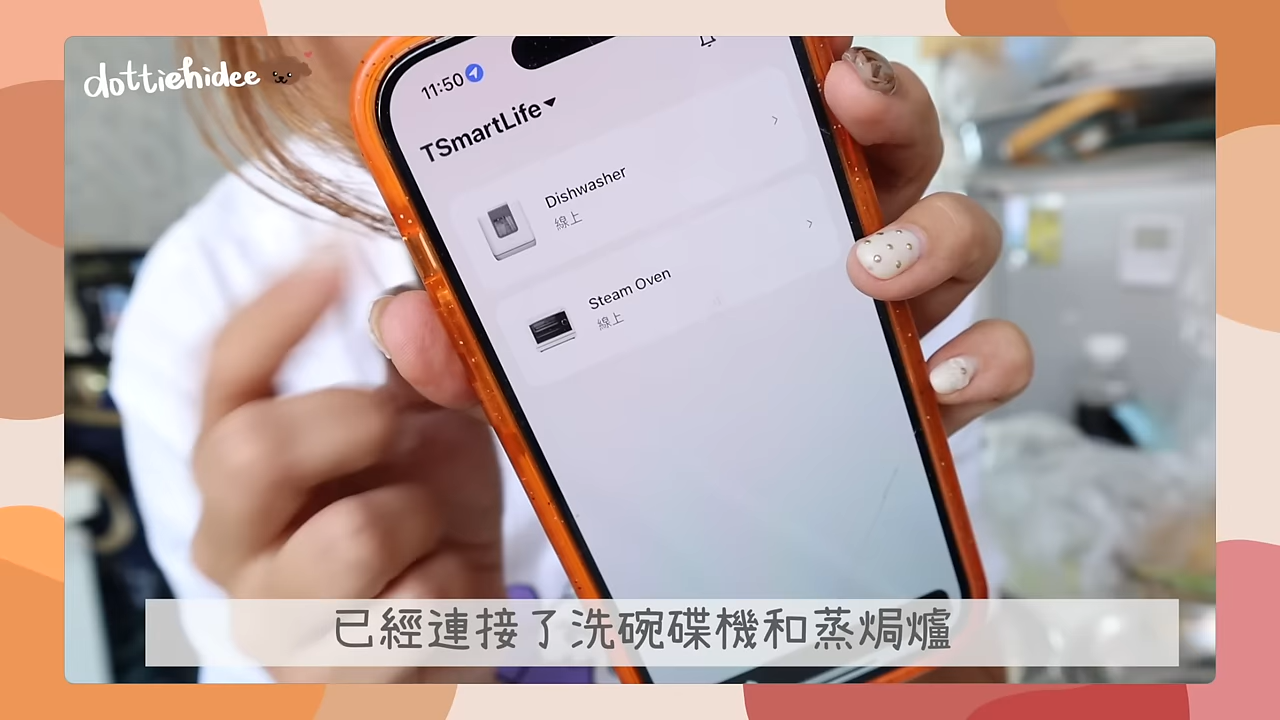 dottiehidee
11:50
TSmartLife
Dishwasher
線上
Steam Oven
線上
已經連接了洗碗碟機和蒸焗爐